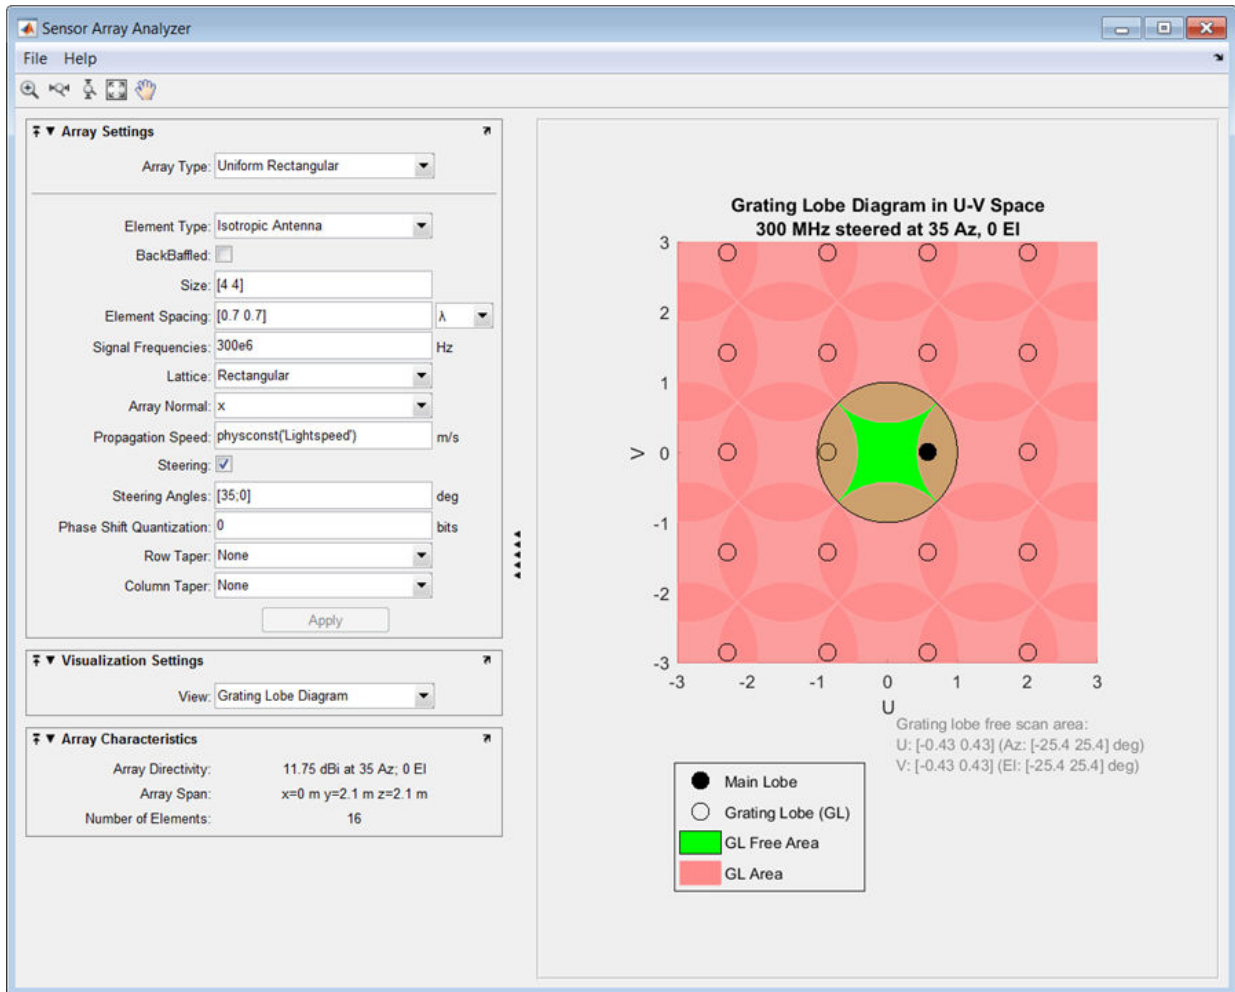 Sensor Array Analyzer
File Help
Array Settings
Array Type: Uniform Rectangular
Element Type: Isotropic Antenna
BackBaffled:
Size: [4 4]
Element Spacing: [0.7 0.7] λ
Signal Frequencies: 300e6 Hz
Lattice: Rectangular
Array Normal: x
Propagation Speed: physconst('Lightspeed') m/s
Steering:
Steering Angles: [35;0] deg
Phase Shift Quantization: 0 bits
Row Taper: None
Column Taper: None
Apply
Visualization Settings
View: Grating Lobe Diagram
Array Characteristics
Array Directivity: 11.75 dBi at 35 Az; 0 El
Array Span: x=0 m y=2.1 m z=2.1 m
Number of Elements: 16
Grating Lobe Diagram in U-V Space
300 MHz steered at 35 Az, 0 El
3
2
1
0
-1
-2
-3
V
-3 -2 -1 0 1 2 3
U
Grating lobe free scan area:
U: [-0.43 0.43] (Az: [-25.4 25.4] deg)
V: [-0.43 0.43] (El: [-25.4 25.4] deg)
Main Lobe
Grating Lobe (GL)
GL Free Area
GL Area